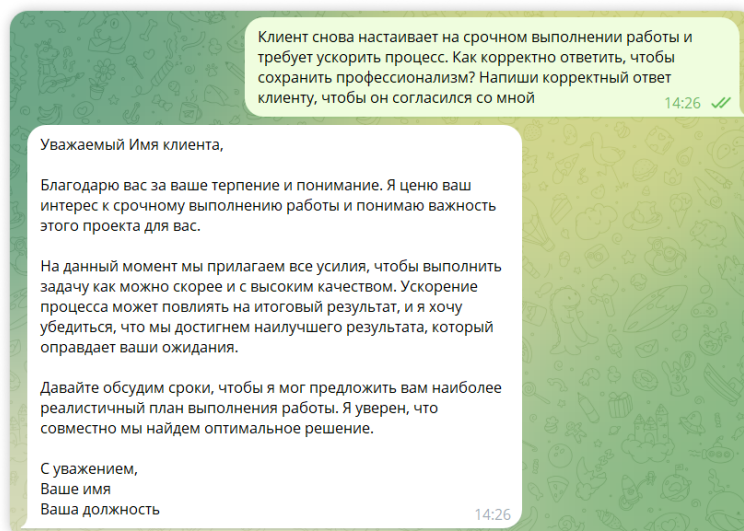 Клиент снова настаивает на срочном выполнении работы и
требует ускорить процесс. Как корректно ответить, чтобы
сохранить профессионализм? Напиши корректный ответ
клиенту, чтобы он согласился со мной
14:26
Уважаемый Имя клиента,
Благодарю вас за ваше терпение и понимание. Я ценю ваш
интерес к срочному выполнению работы и понимаю важность
этого проекта для вас.
На данный момент мы прилагаем все усилия, чтобы выполнить
задачу как можно скорее и с высоким качеством. Ускорение
процесса может повлиять на итоговый результат, и я хочу
убедиться, что мы достигнем наилучшего результата, который
оправдает ваши ожидания.
Давайте обсудим сроки, чтобы я мог предложить вам наиболее
реалистичный план выполнения работы. Я уверен, что
совместно мы найдем оптимальное решение.
С уважением,
Ваше имя
Ваша должность
14:26